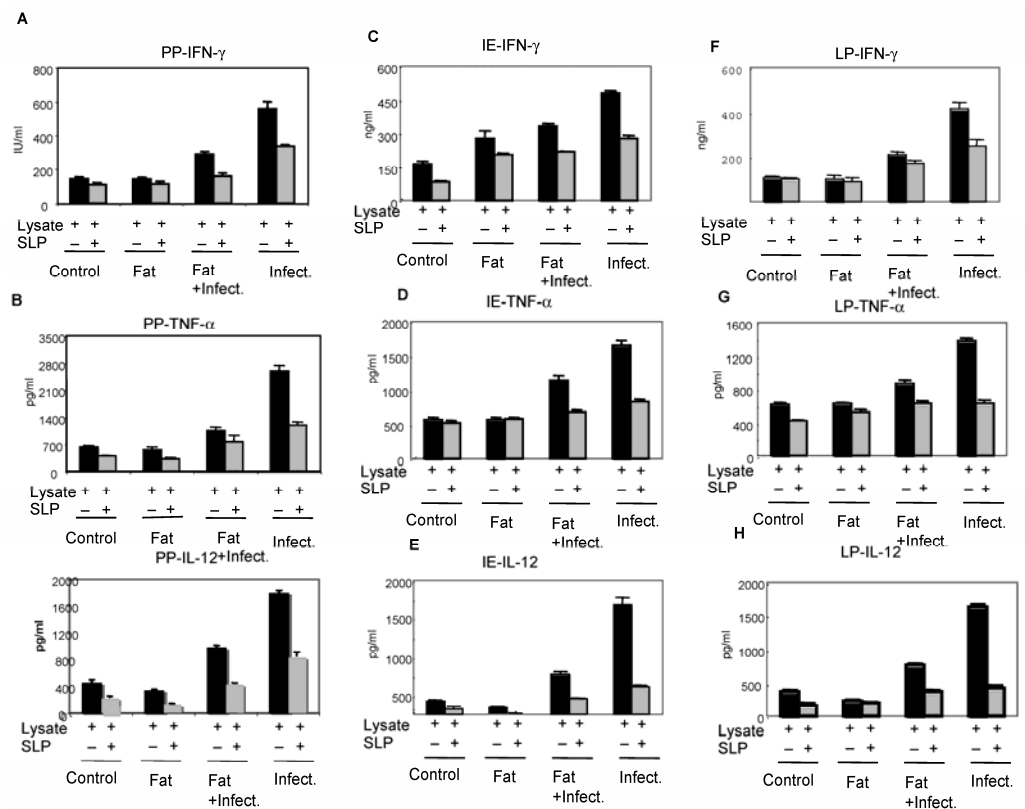 A
PP-IFN-γ
800
600
400
200
0
IU/ml
Lysate + + + + + + + +
SLP – + – + – + – +
Control Fat Fat +Infect. Infect.
B
PP-TNF-α
3500
2800
2100
1400
700
0
pg/ml
Lysate + + + + + + + +
SLP – + – + – + – +
Control Fat Fat +Infect. Infect.
PP-IL-12
2000
1600
1200
800
400
0
pg/ml
Lysate + + + + + + + +
SLP – + – + – + – +
Control Fat Fat +Infect. Infect.
C
IE-IFN-γ
600
450
300
150
0
ng/ml
Lysate + + + + + + + +
SLP – + – + – + – +
Control Fat Fat +Infect. Infect.
D
IE-TNF-α
2000
1500
1000
500
0
pg/ml
Lysate + + + + + + + +
SLP – + – + – + – +
Control Fat Fat +Infect. Infect.
E
IE-IL-12
2000
1500
1000
500
pg/ml
Lysate + + + + + + + +
SLP – + – + – + – +
Control Fat Fat +Infect. Infect.
F
LP-IFN-γ
600
400
200
ng/ml
Lysate + + + + + + + +
SLP – + – + – + – +
Control Fat Fat +Infect. Infect.
G
LP-TNF-α
1600
1200
800
400
0
pg/ml
Lysate + + + + + + + +
SLP – + – + – + – +
Control Fat Fat +Infect. Infect.
H
LP-IL-12
2000
1500
1000
500
0
pg/ml
Lysate + + + + + + + +
SLP – + – + – + – +
Control Fat Fat +Infect. Infect.